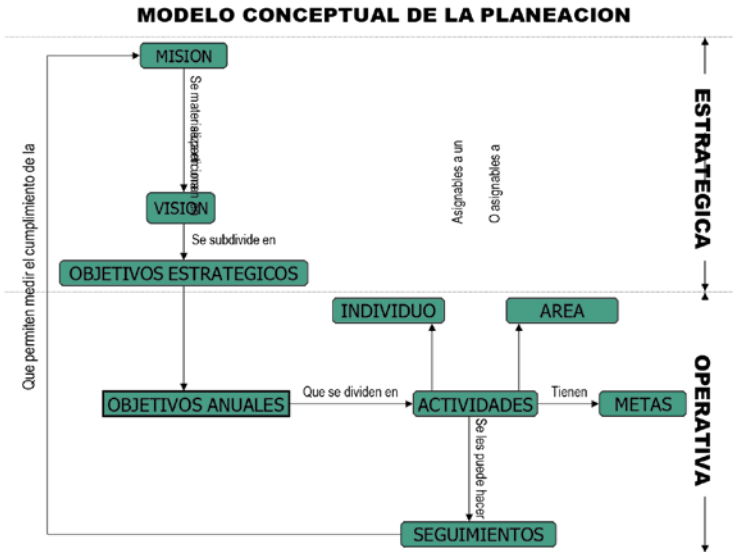 MODELO CONCEPTUAL DE LA PLANEACION
MISION
Se materializa
VISION
Se subdivide en
OBJETIVOS ESTRATEGICOS
Asignables a un
O asignables a
ESTRATEGICA
Que permiten medir el cumplimiento de la
INDIVIDUO
AREA
OBJETIVOS ANUALES
Que se dividen en
ACTIVIDADES
Tienen
METAS
Se les puede hacer
SEGUIMIENTOS
OPERATIVA